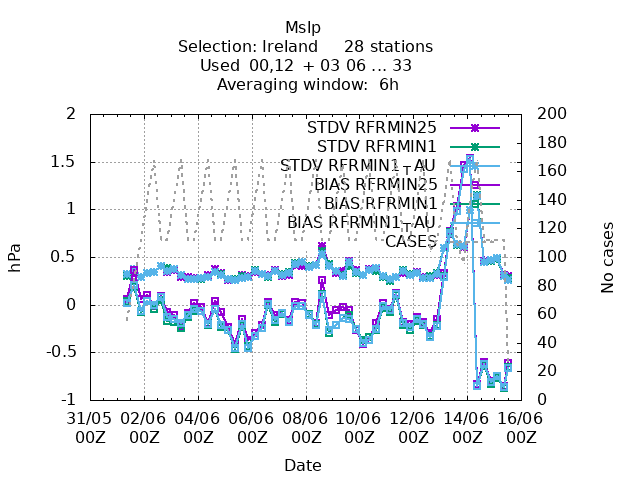 Mslp
Selection: Ireland 28 stations
Used 00,12 + 03 06 ... 33
Averaging window: 6h
hPa
2
1.5
1
0.5
0
-0.5
-1
STDV RFRMIN25
STDV RFRMIN1
STDV RFRMIN1_AU
BIAS RFRMIN25
BIAS RFRMIN1
BIAS RFRMIN1_AU
CASES
200
180
160
140
120
100
80
60
40
20
0
No cases
31/05 02/06 04/06 06/06 08/06 10/06 12/06 14/06 16/06
00Z 00Z 00Z 00Z 00Z 00Z 00Z 00Z 00Z
Date